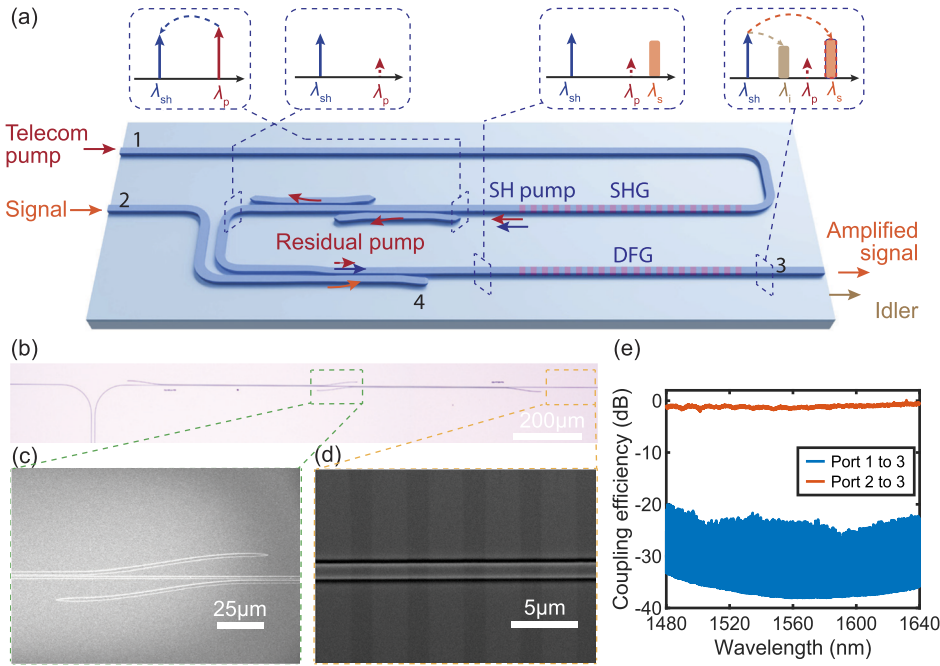 (a)
λsh
λp
λsh
λp
λsh
λp
λs
λsh
λi
λp
λs
Telecom
pump
1
Signal
2
SH pump
SHG
Residual pump
DFG
3
4
Amplified
signal
Idler
(b)
200μm
(c)
25μm
(d)
5μm
(e)
Coupling efficiency (dB)
0
-10
-20
-30
-40
Port 1 to 3
Port 2 to 3
1480
1520
1560
1600
1640
Wavelength (nm)